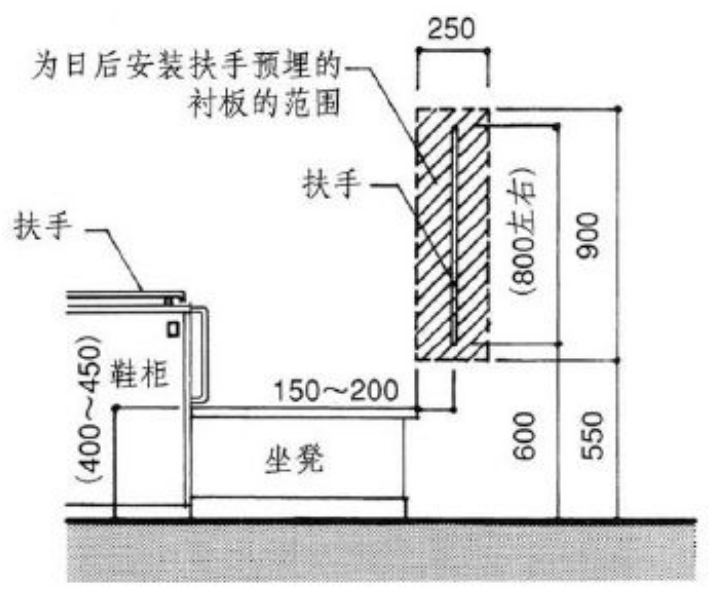 250
为日后安装扶手预埋的
衬板的范围
扶手
扶手
(800左右)
900
鞋柜
(400～450)
150～200
坐凳
600
550